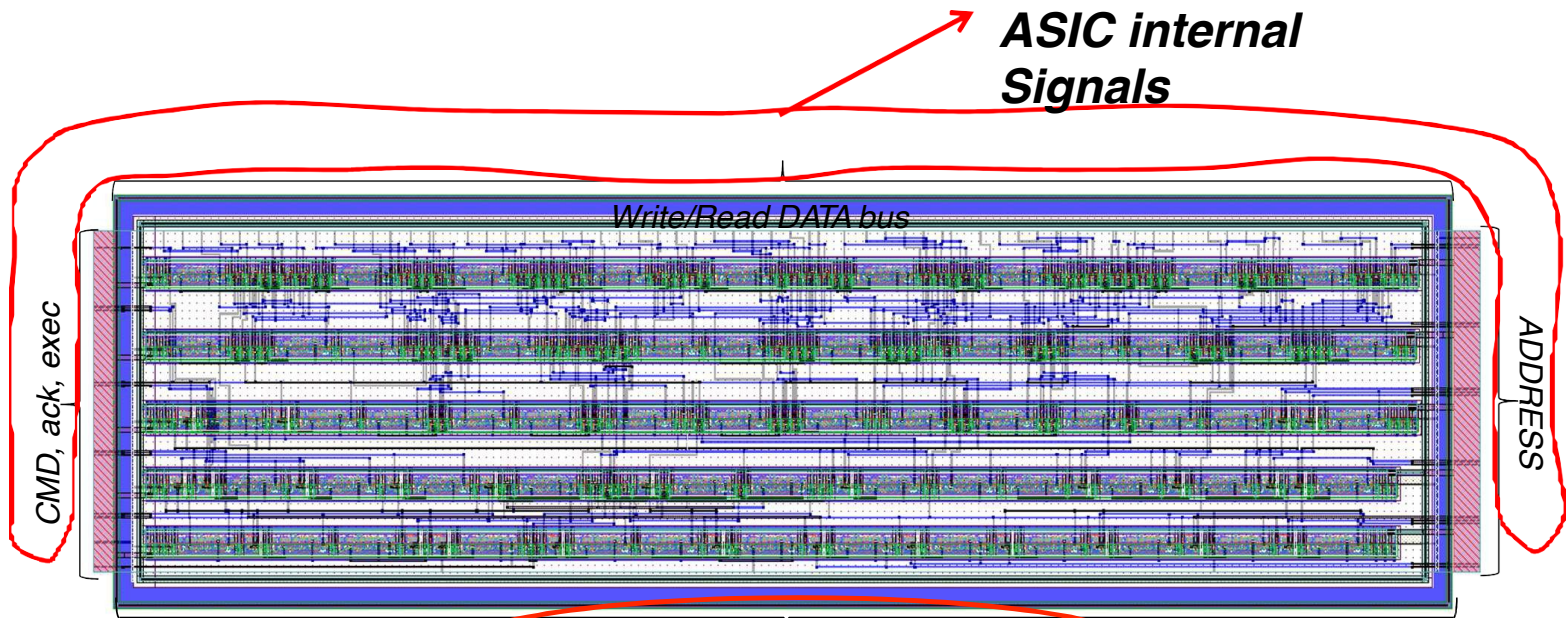 ASIC internal
Signals
Write/Read DATA bus
CMD, ack, exec
ADDRESS